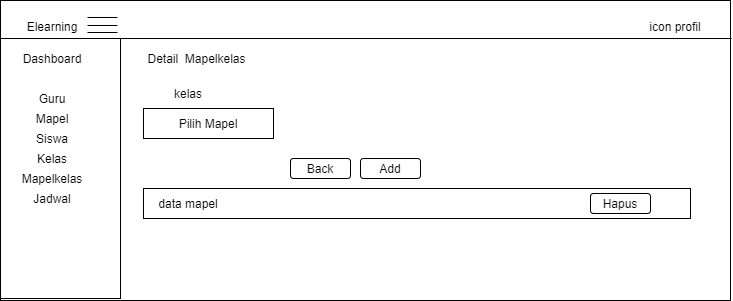 Elearning
icon profil
Dashboard
Guru
Mapel
Siswa
Kelas
Mapelkelas
Jadwal
Detail Mapelkelas
kelas
Pilih Mapel
Back
Add
data mapel
Hapus